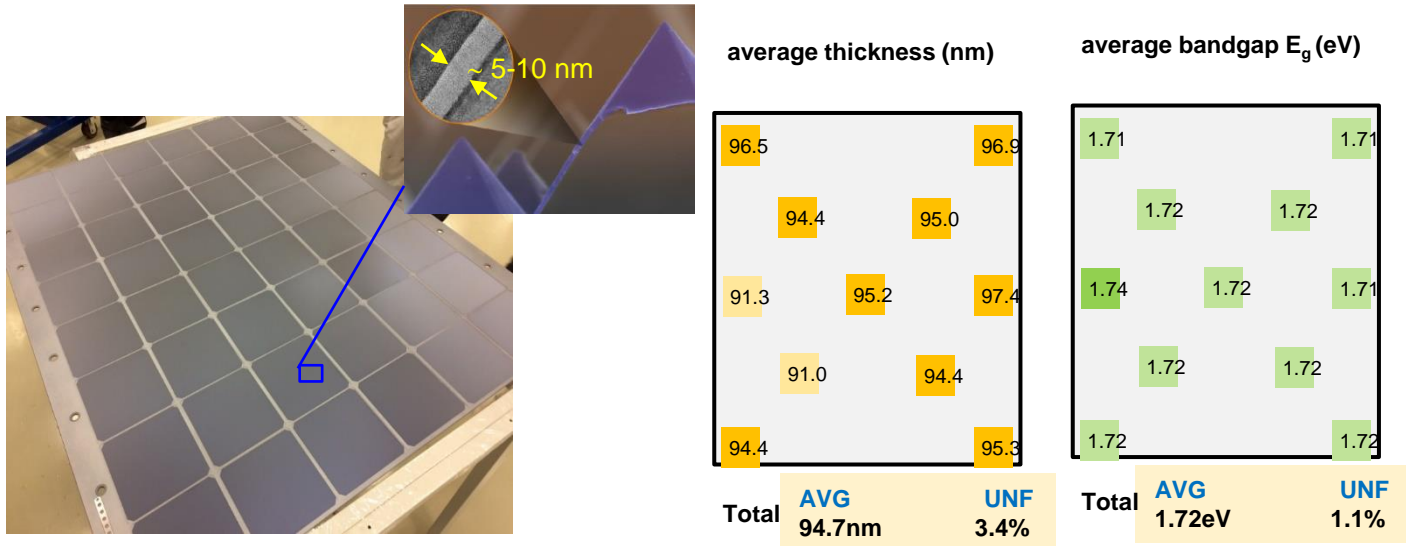 ~ 5-10 nm
average thickness (nm)
96.5 96.9
94.4 95.0
91.3 95.2 97.4
91.0 94.4
94.4 95.3
Total AVG UNF
94.7nm 3.4%
average bandgap Eg (eV)
1.71 1.71
1.72 1.72
1.74 1.72 1.71
1.72 1.72
1.72 1.72
Total AVG UNF
1.72eV 1.1%